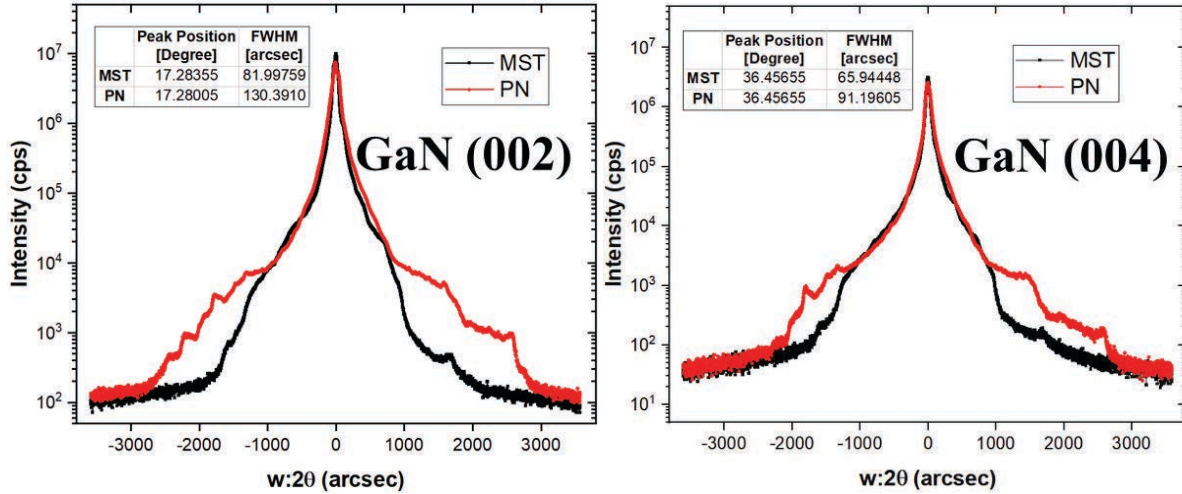 Peak Position FWHM
[Degree] [arcsec]
MST 17.28355 81.99759
PN 17.28005 130.3910
MST
PN
GaN (002)
Intensity (cps)
10^7
10^6
10^5
10^4
10^3
10^2
-3000 -2000 -1000 0 1000 2000 3000
w:2θ (arcsec)
Peak Position FWHM
[Degree] [arcsec]
MST 36.45655 65.94448
PN 36.45655 91.19605
MST
PN
GaN (004)
Intensity (cps)
10^7
10^6
10^5
10^4
10^3
10^2
10^1
-3000 -2000 -1000 0 1000 2000 3000
w:2θ (arcsec)